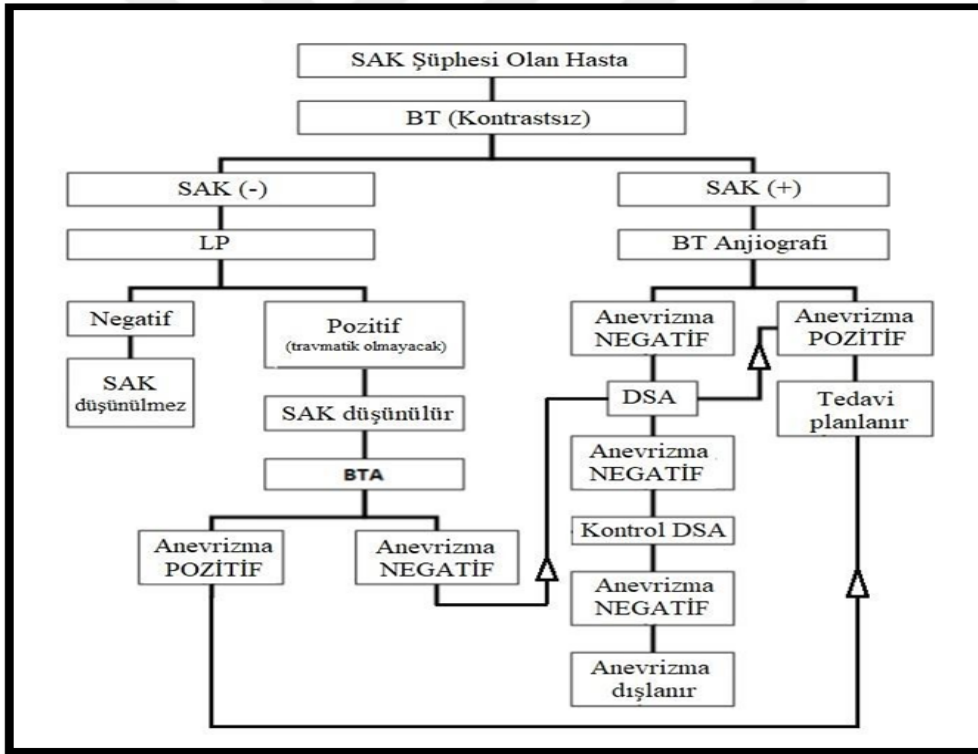 SAK Şüphesi Olan Hasta
BT (Kontrastsız)
SAK (-)
SAK (+)
LP
BT Anjiografi
Negatif
Pozitif
(travmatik olmayacak)
Anevrizma
NEGATİF
Anevrizma
POZİTİF
SAK
düşünülmez
SAK düşünülür
DSA
Tedavi
planlanır
BTA
Anevrizma
NEGATİF
Anevrizma
POZİTİF
Anevrizma
NEGATİF
Kontrol DSA
Anevrizma
NEGATİF
Anevrizma
dışlanır